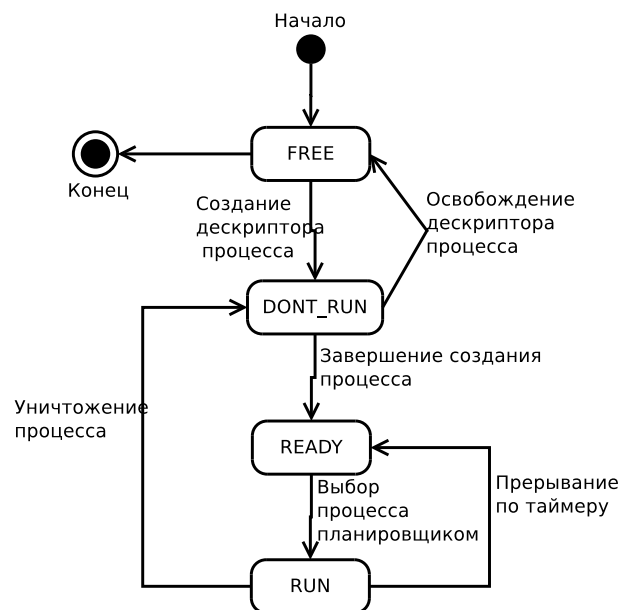 Начало
FREE
Конец
Создание
дескриптора
процесса
Освобождение
дескриптора
процесса
DONT_RUN
Завершение создания
процесса
Уничтожение
процесса
READY
Выбор
процесса
планировщиком
Прерывание
по таймеру
RUN